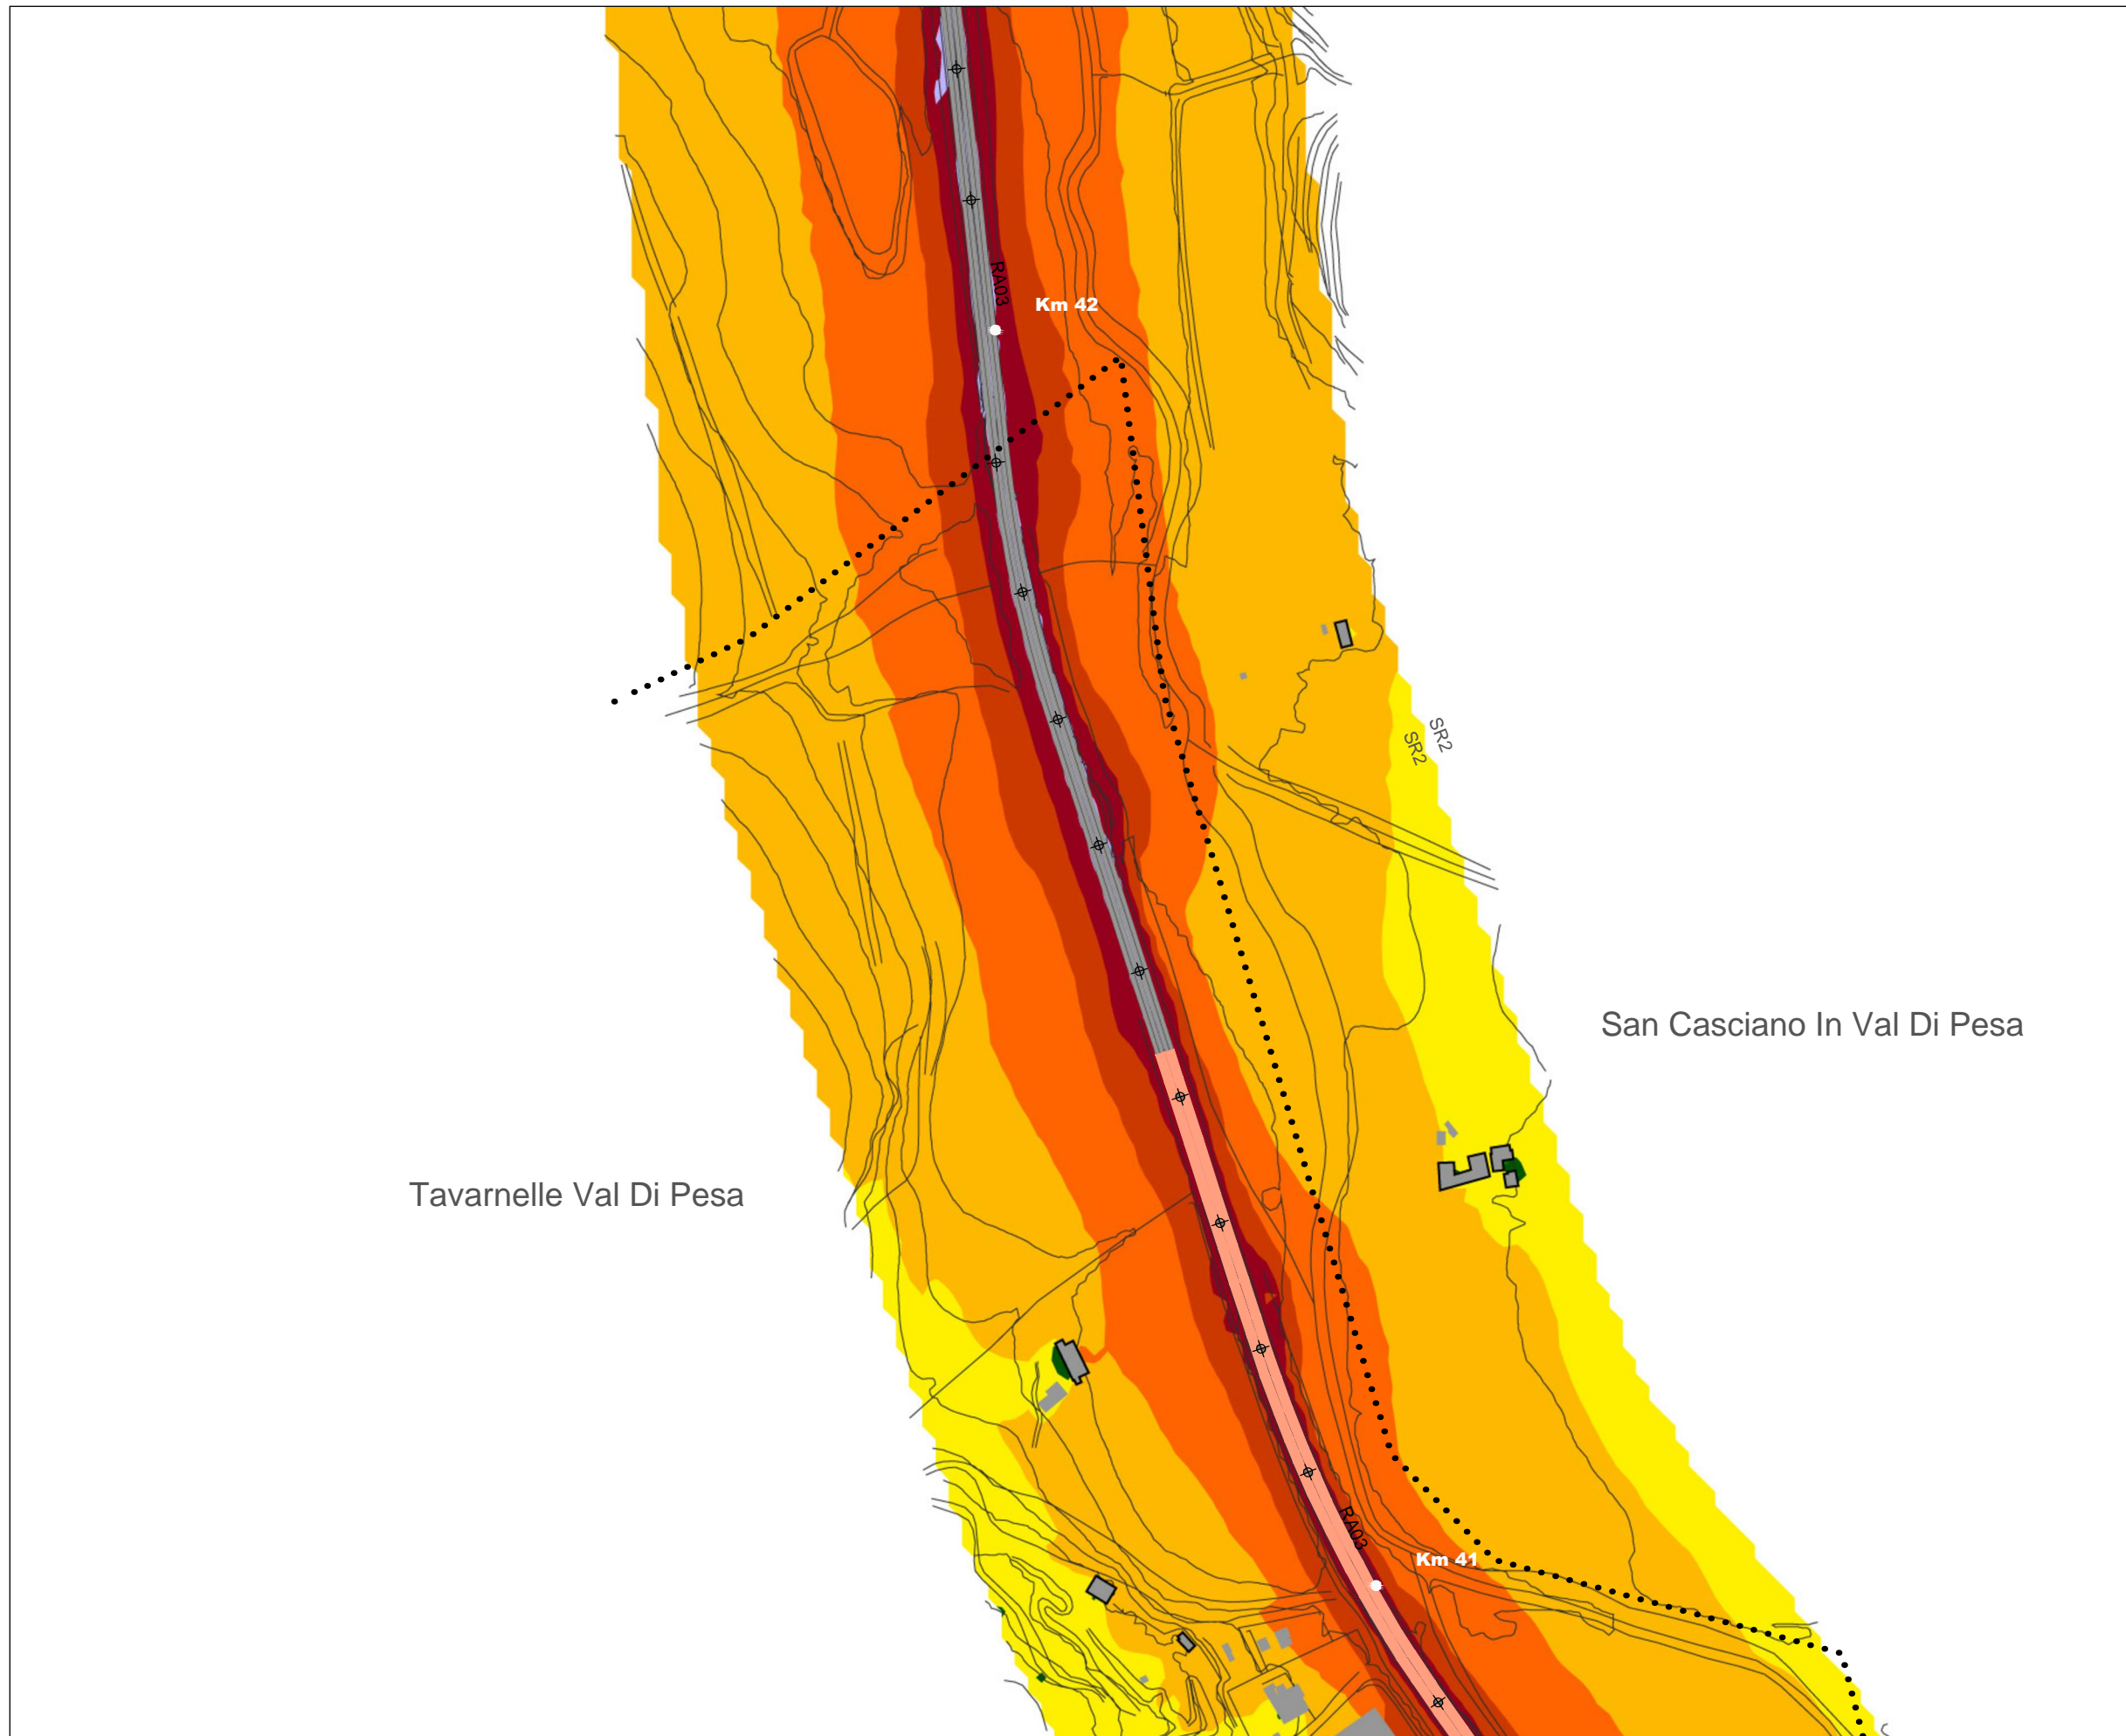 RA03
Km 42
SR2
SR2
San Casciano In Val Di Pesa
Tavarnelle Val Di Pesa
RA03
Km 41